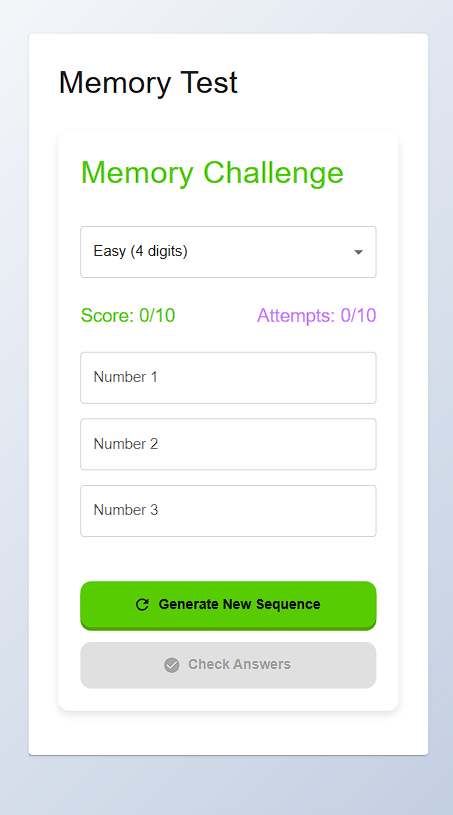 Memory Test
Memory Challenge
Easy (4 digits)
Score: 0/10 Attempts: 0/10
Number 1
Number 2
Number 3
Generate New Sequence
Check Answers